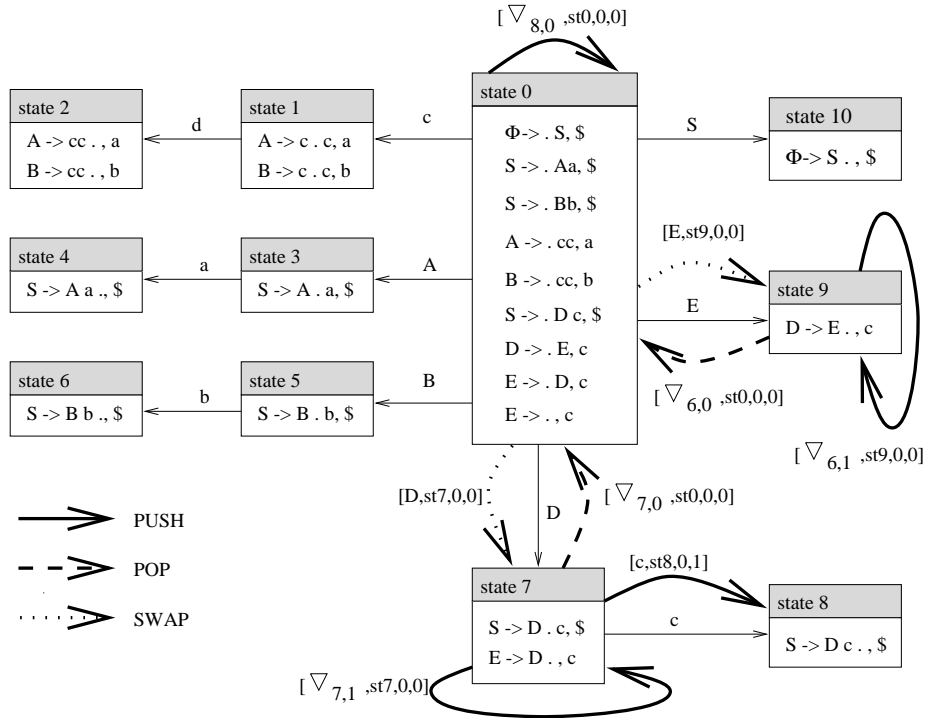 [ ▽8,0 ,st0,0,0]
state 2
A -> cc . , a
B -> cc . , b
d
state 1
A -> c . c, a
B -> c . c, b
c
state 0
Φ-> . S, $
S -> . Aa, $
S -> . Bb, $
A -> . cc, a
B -> . cc, b
S -> . D c, $
D -> . E, c
E -> . D, c
E -> . , c
S
state 10
Φ-> S . , $
state 4
S -> A a ., $
a
state 3
S -> A . a, $
A
[E,st9,0,0]
E
state 9
D -> E . , c
[ ▽6,0 ,st0,0,0]
[ ▽6,1 ,st9,0,0]
state 6
S -> B b ., $
b
state 5
S -> B . b, $
B
[D,st7,0,0]
D
[ ▽7,0 ,st0,0,0]
PUSH
POP
SWAP
state 7
S -> D . c, $
E -> D . , c
[c,st8,0,1]
c
state 8
S -> D c . , $
[ ▽7,1 ,st7,0,0]